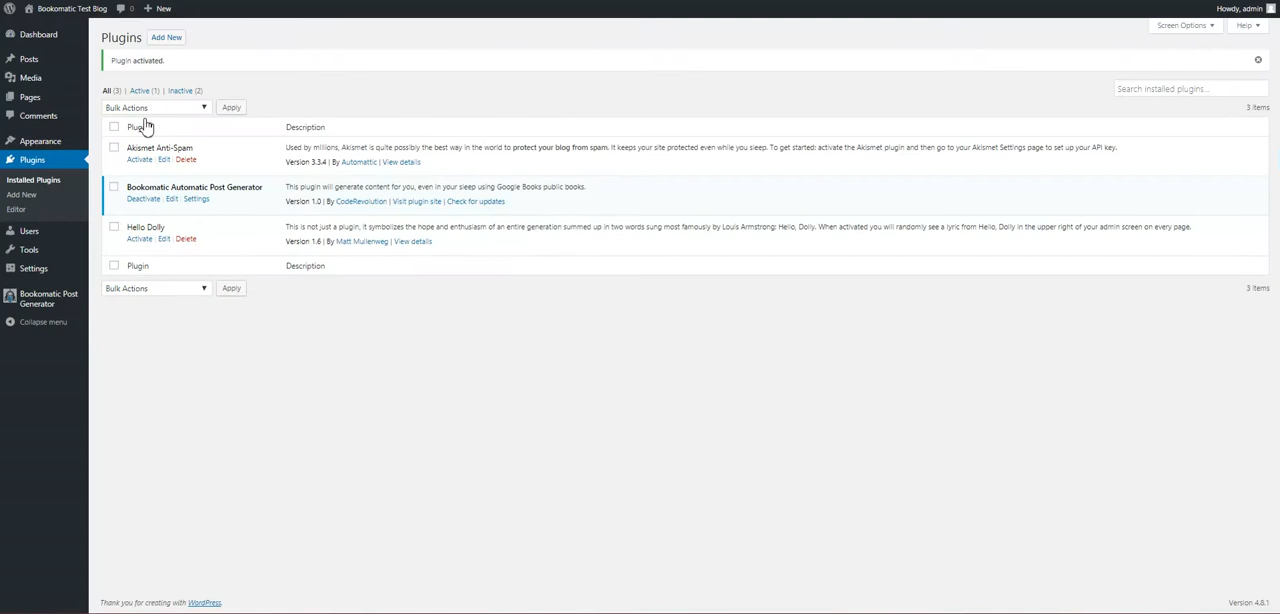 Bookomatic Test Blog 0 New Howdy, admin
Dashboard
Posts
Media
Pages
Comments
Appearance
Plugins
Installed Plugins
Add New
Editor
Users
Tools
Settings
Bookomatic Post
Generator
Collapse menu
Screen Options ▼ Help ▼
Plugins Add New
Plugin activated.
All (3) | Active (1) | Inactive (2)
Search installed plugins...
Bulk Actions ▼ Apply
3 items
Description
Akismet Anti-Spam Used by millions, Akismet is quite possibly the best way in the world to protect your blog from spam. It keeps your site protected even while you sleep. To get started: activate the Akismet plugin and then go to your Akismet Settings page to set up your API key.
Activate | Edit | Delete Version 3.3.4 | By Automattic | View details
Bookomatic Automatic Post Generator This plugin will generate content for you, even in your sleep using Google Books public books.
Deactivate | Edit | Settings Version 1.0 | By CodeRevolution | Visit plugin site | Check for updates
Hello Dolly This is not just a plugin, it symbolizes the hope and enthusiasm of an entire generation summed up in two words sung most famously by Louis Armstrong: Hello, Dolly. When activated you will randomly see a lyric from Hello, Dolly in the upper right of your admin screen on every page.
Activate | Edit | Delete Version 1.6 | By Matt Mullenweg | View details
Plugin Description
Bulk Actions ▼ Apply 3 items
Thank you for creating with WordPress. Version 4.8.1